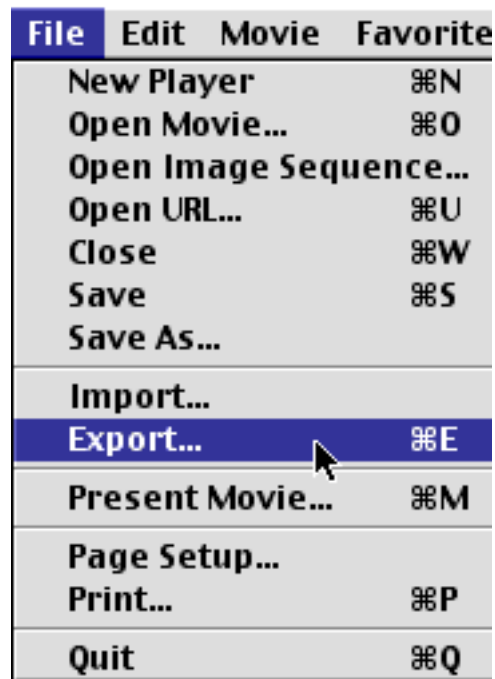 File Edit Movie Favorite
New Player ⌘N
Open Movie... ⌘O
Open Image Sequence...
Open URL... ⌘U
Close ⌘W
Save ⌘S
Save As...
Import...
Export... ⌘E
Present Movie... ⌘M
Page Setup...
Print... ⌘P
Quit ⌘Q